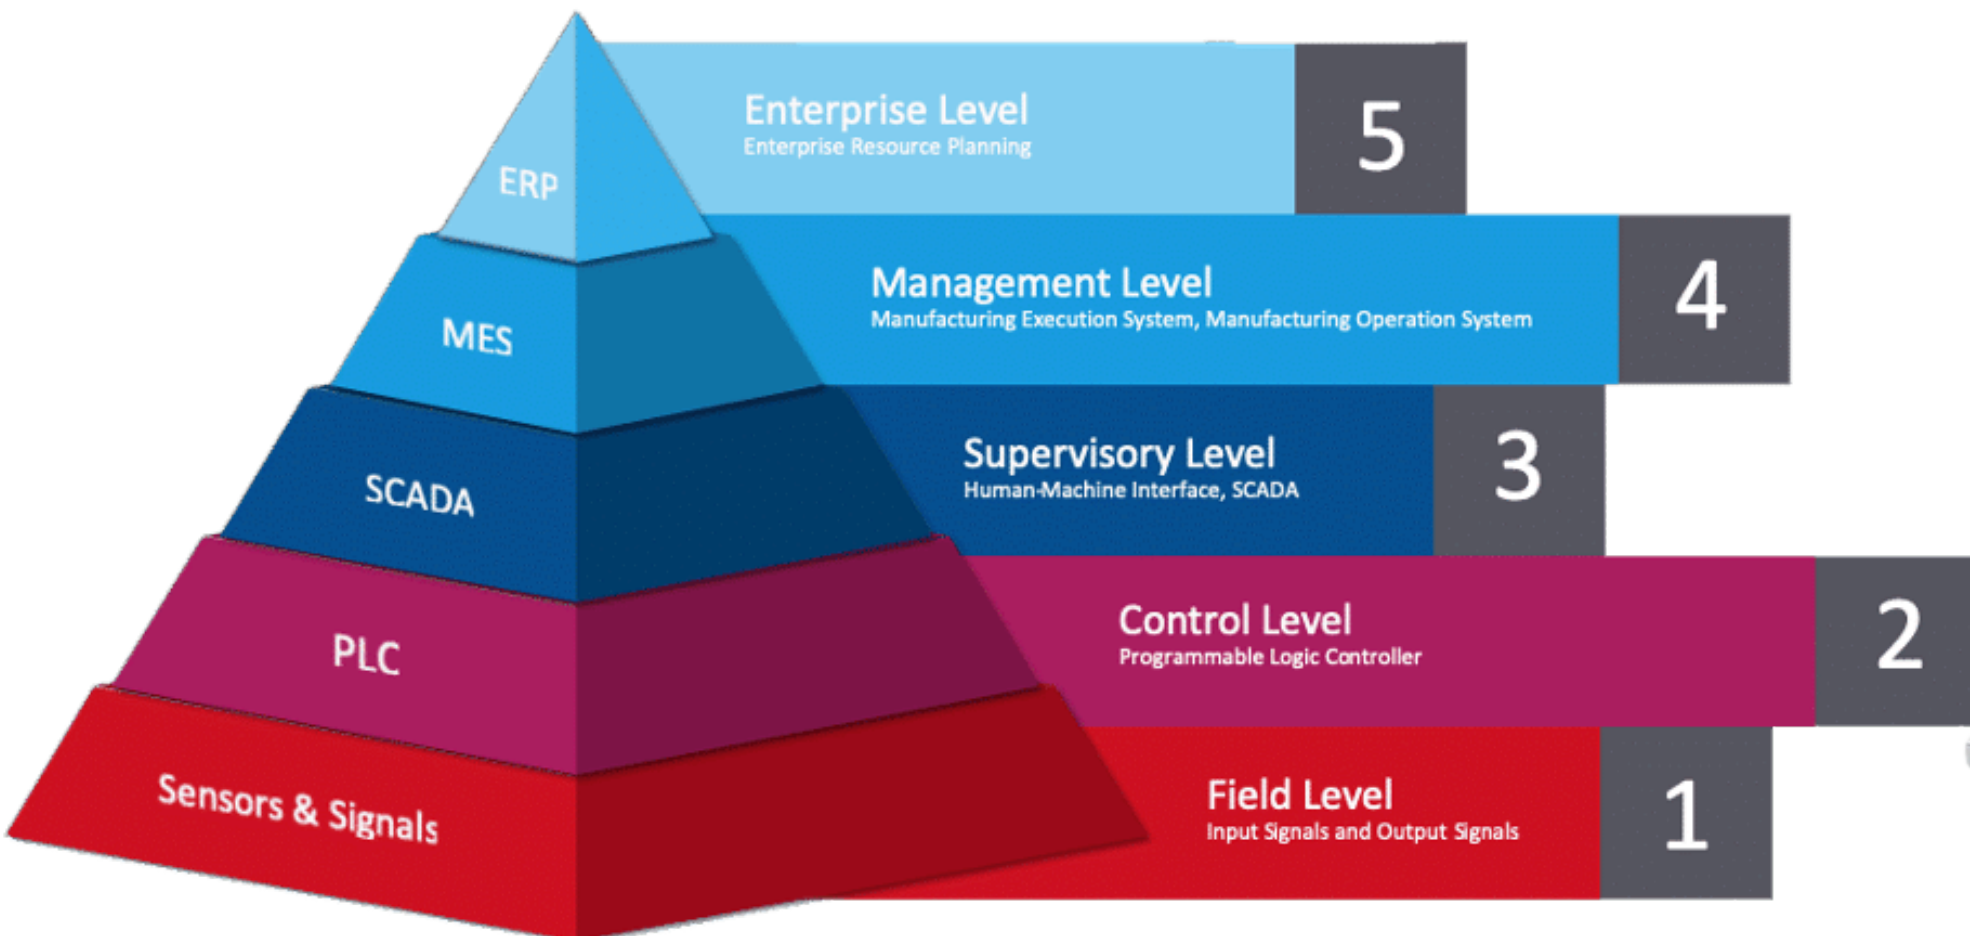 ERP
Enterprise Level
Enterprise Resource Planning
5
MES
Management Level
Manufacturing Execution System, Manufacturing Operation System
4
SCADA
Supervisory Level
Human-Machine Interface, SCADA
3
PLC
Control Level
Programmable Logic Controller
2
Sensors & Signals
Field Level
Input Signals and Output Signals
1